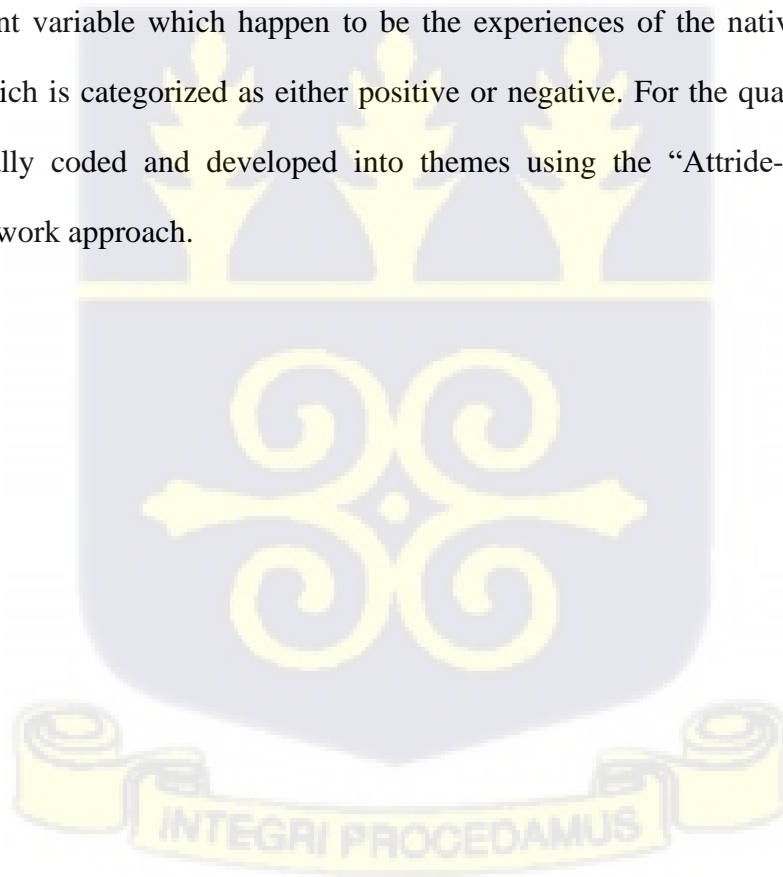 nt variable which happen to be the experiences of the nativ
ich is categorized as either positive or negative. For the qua
lly coded and developed into themes using the “Attride-
work approach.
INTEGRI PROCEDAMUS